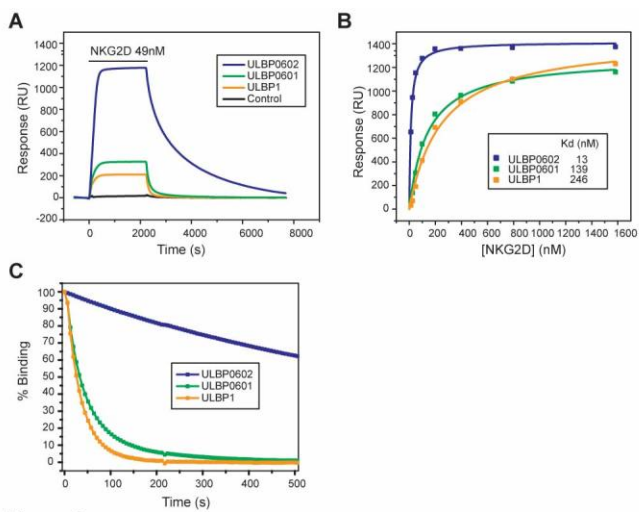 A
NKG2D 49nM
ULBP0602
ULBP0601
ULBP1
Control
Response (RU)
1400
1200
1000
800
600
400
200
0
-200
0 2000 4000 6000 8000
Time (s)
B
Response (RU)
1400
1200
1000
800
600
400
200
0
Kd (nM)
ULBP0602 13
ULBP0601 139
ULBP1 246
0 200 400 600 800 1000 1200 1400 1600
[NKG2D] (nM)
C
% Binding
100
90
80
70
60
50
40
30
20
10
0
ULBP0602
ULBP0601
ULBP1
0 100 200 300 400 500
Time (s)